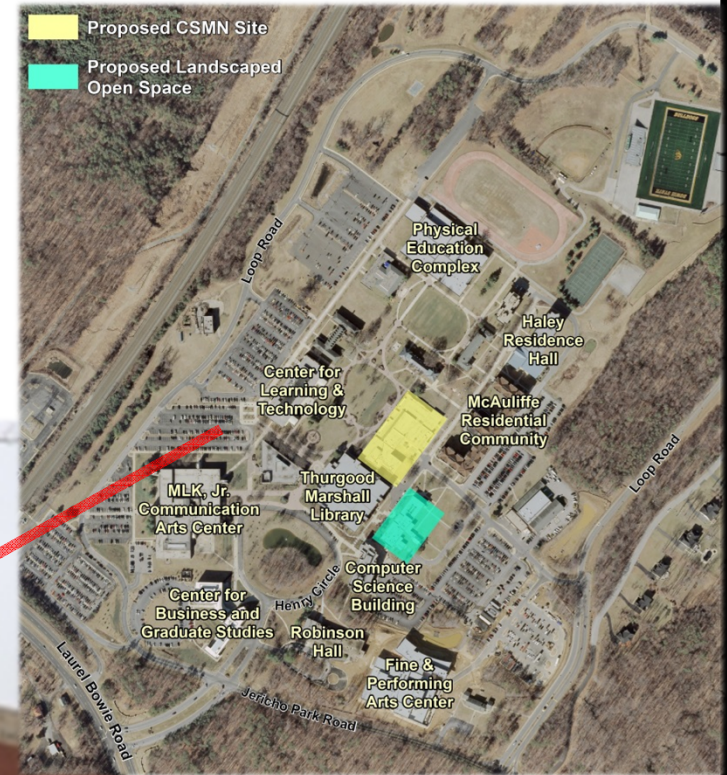 Proposed CSMN Site
Proposed Landscaped
Open Space
Physical
Education
Complex
Loop Road
Haley
Residence
Hall
Center for
Learning &
Technology
McAuliffe
Residential
Community
Loop Road
Thurgood
Marshall
Library
MLK, Jr.
Communication
Arts Center
Computer
Science
Building
Henry Circle
Center for
Business and
Graduate Studies
Robinson
Hall
Fine &
Performing
Arts Center
Laurel Bowie Road
Jericho Park Road